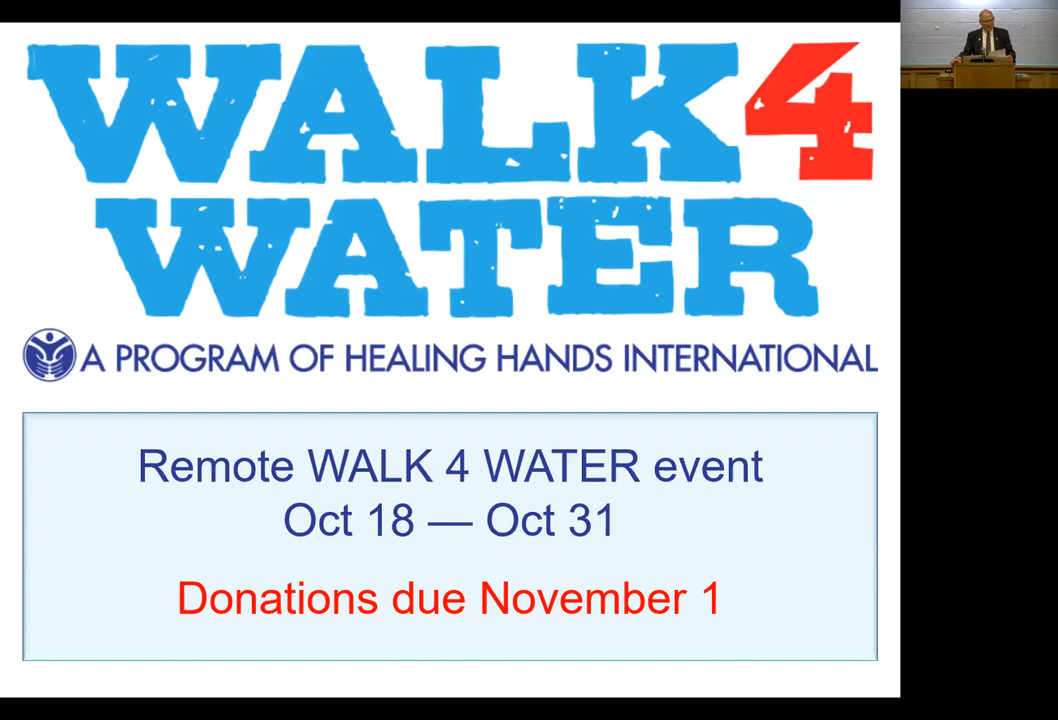 WALK4
WATER
A PROGRAM OF HEALING HANDS INTERNATIONAL
Remote WALK 4 WATER event
Oct 18 — Oct 31
Donations due November 1